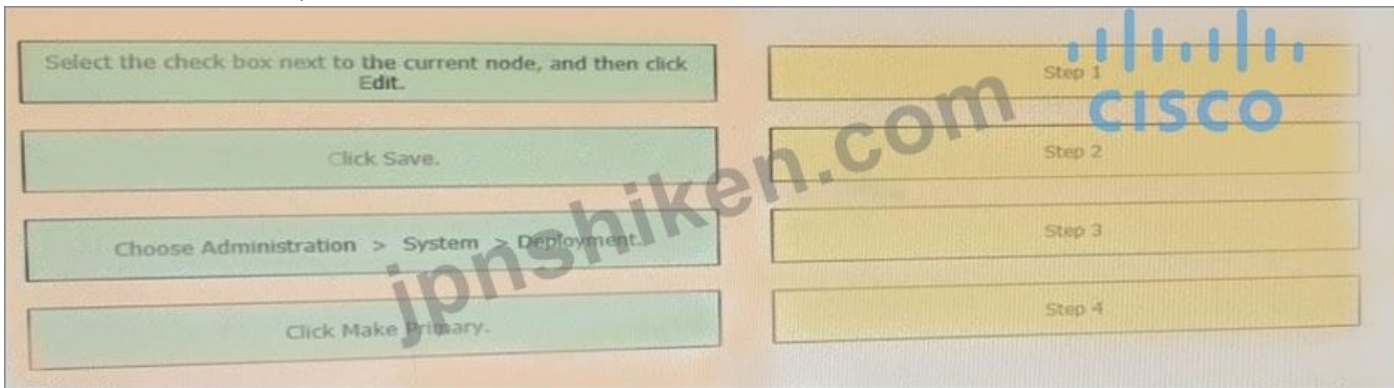 Select the check box next to the current node, and then click
Edit.
Step 1
CISCO
Click Save.
Step 2
Choose Administration > System > Deployment.
Step 3
Click Make Primary.
Step 4
jpnshiken.com